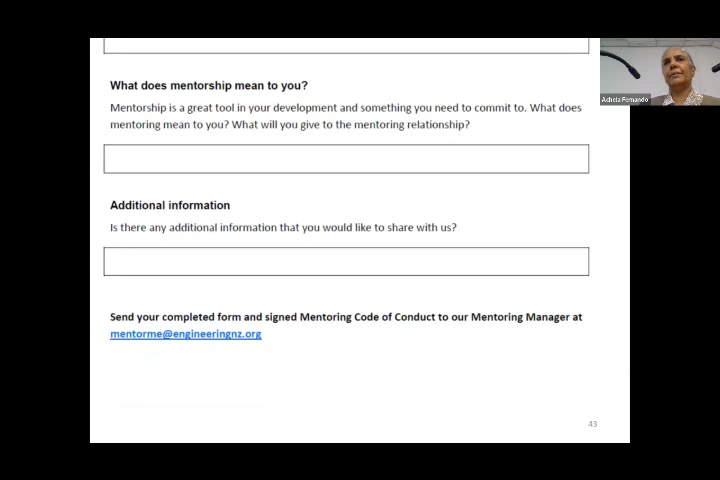 What does mentorship mean to you?
Mentorship is a great tool in your development and something you need to commit to. What does
mentoring mean to you? What will you give to the mentoring relationship?
Additional information
Is there any additional information that you would like to share with us?
Send your completed form and signed Mentoring Code of Conduct to our Mentoring Manager at
mentorme@engineeringnz.org
43
Achela Fernando